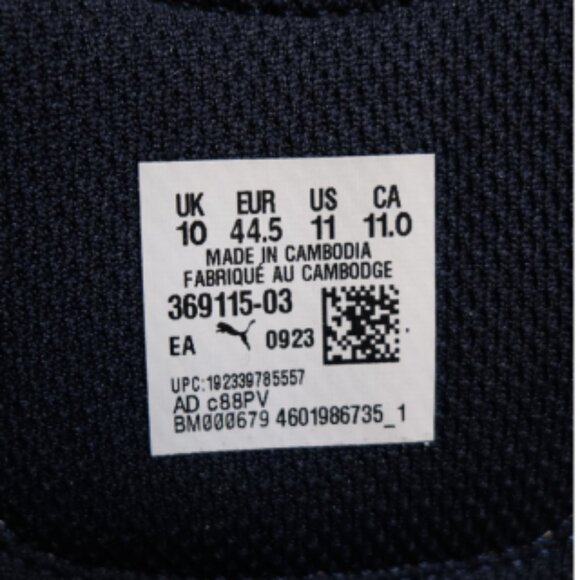 UK EUR US CA
10 44.5 11 11.0
MADE IN CAMBODIA
FABRIQUÉ AU CAMBODGE
369115-03
EA 0923
UPC:192339785557
AD c88PV
BM000679 4601986735_1